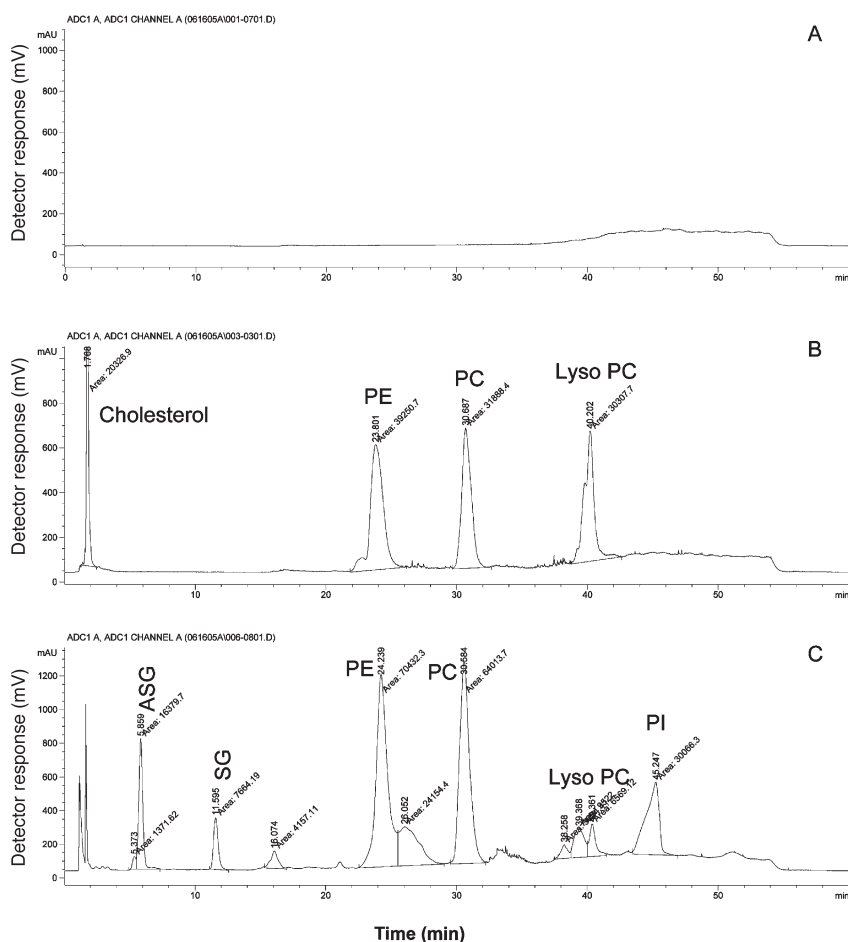 ADC1 A, ADC1 CHANNEL A (061605A\001-0701.D)
mAU
A
Detector response (mV)
1000
800
600
400
200
0
0
10
20
30
40
50
min
ADC1 A, ADC1 CHANNEL A (061605A\003-0301.D)
mAU
B
Detector response (mV)
800
600
400
200
0
1.768
Area: 20326.9
Cholesterol
PE
23.801
Area: 39250.7
PC
30.687
Area: 31888.4
Lyso PC
40.202
Area: 30307.7
10
20
30
40
50
min
ADC1 A, ADC1 CHANNEL A (061605A\006-0801.D)
mAU
C
Detector response (mV)
1200
1000
800
600
400
200
0
5.373
Area: 1371.62
ASG
5.859
Area: 16379.7
SG
11.595
Area: 7664.19
16.074
Area: 4157.11
PE
24.239
Area: 70432.3
26.052
Area: 24154.4
PC
30.584
Area: 64013.7
Lyso PC
38.258
39.368
Area: 6569.12
PI
45.247
Area: 30066.3
10
20
30
40
50
min
Time (min)